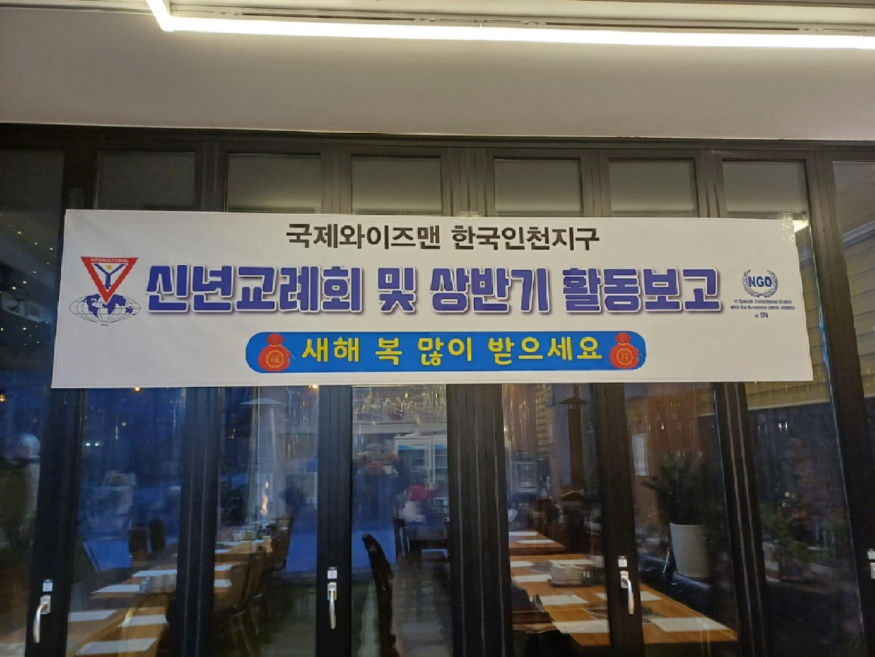 국제와이즈맨 한국인천지구
INTERNATIONAL
Y
신년교례회 및 상반기 활동보고
NGO
새해 복 많이 받으세요